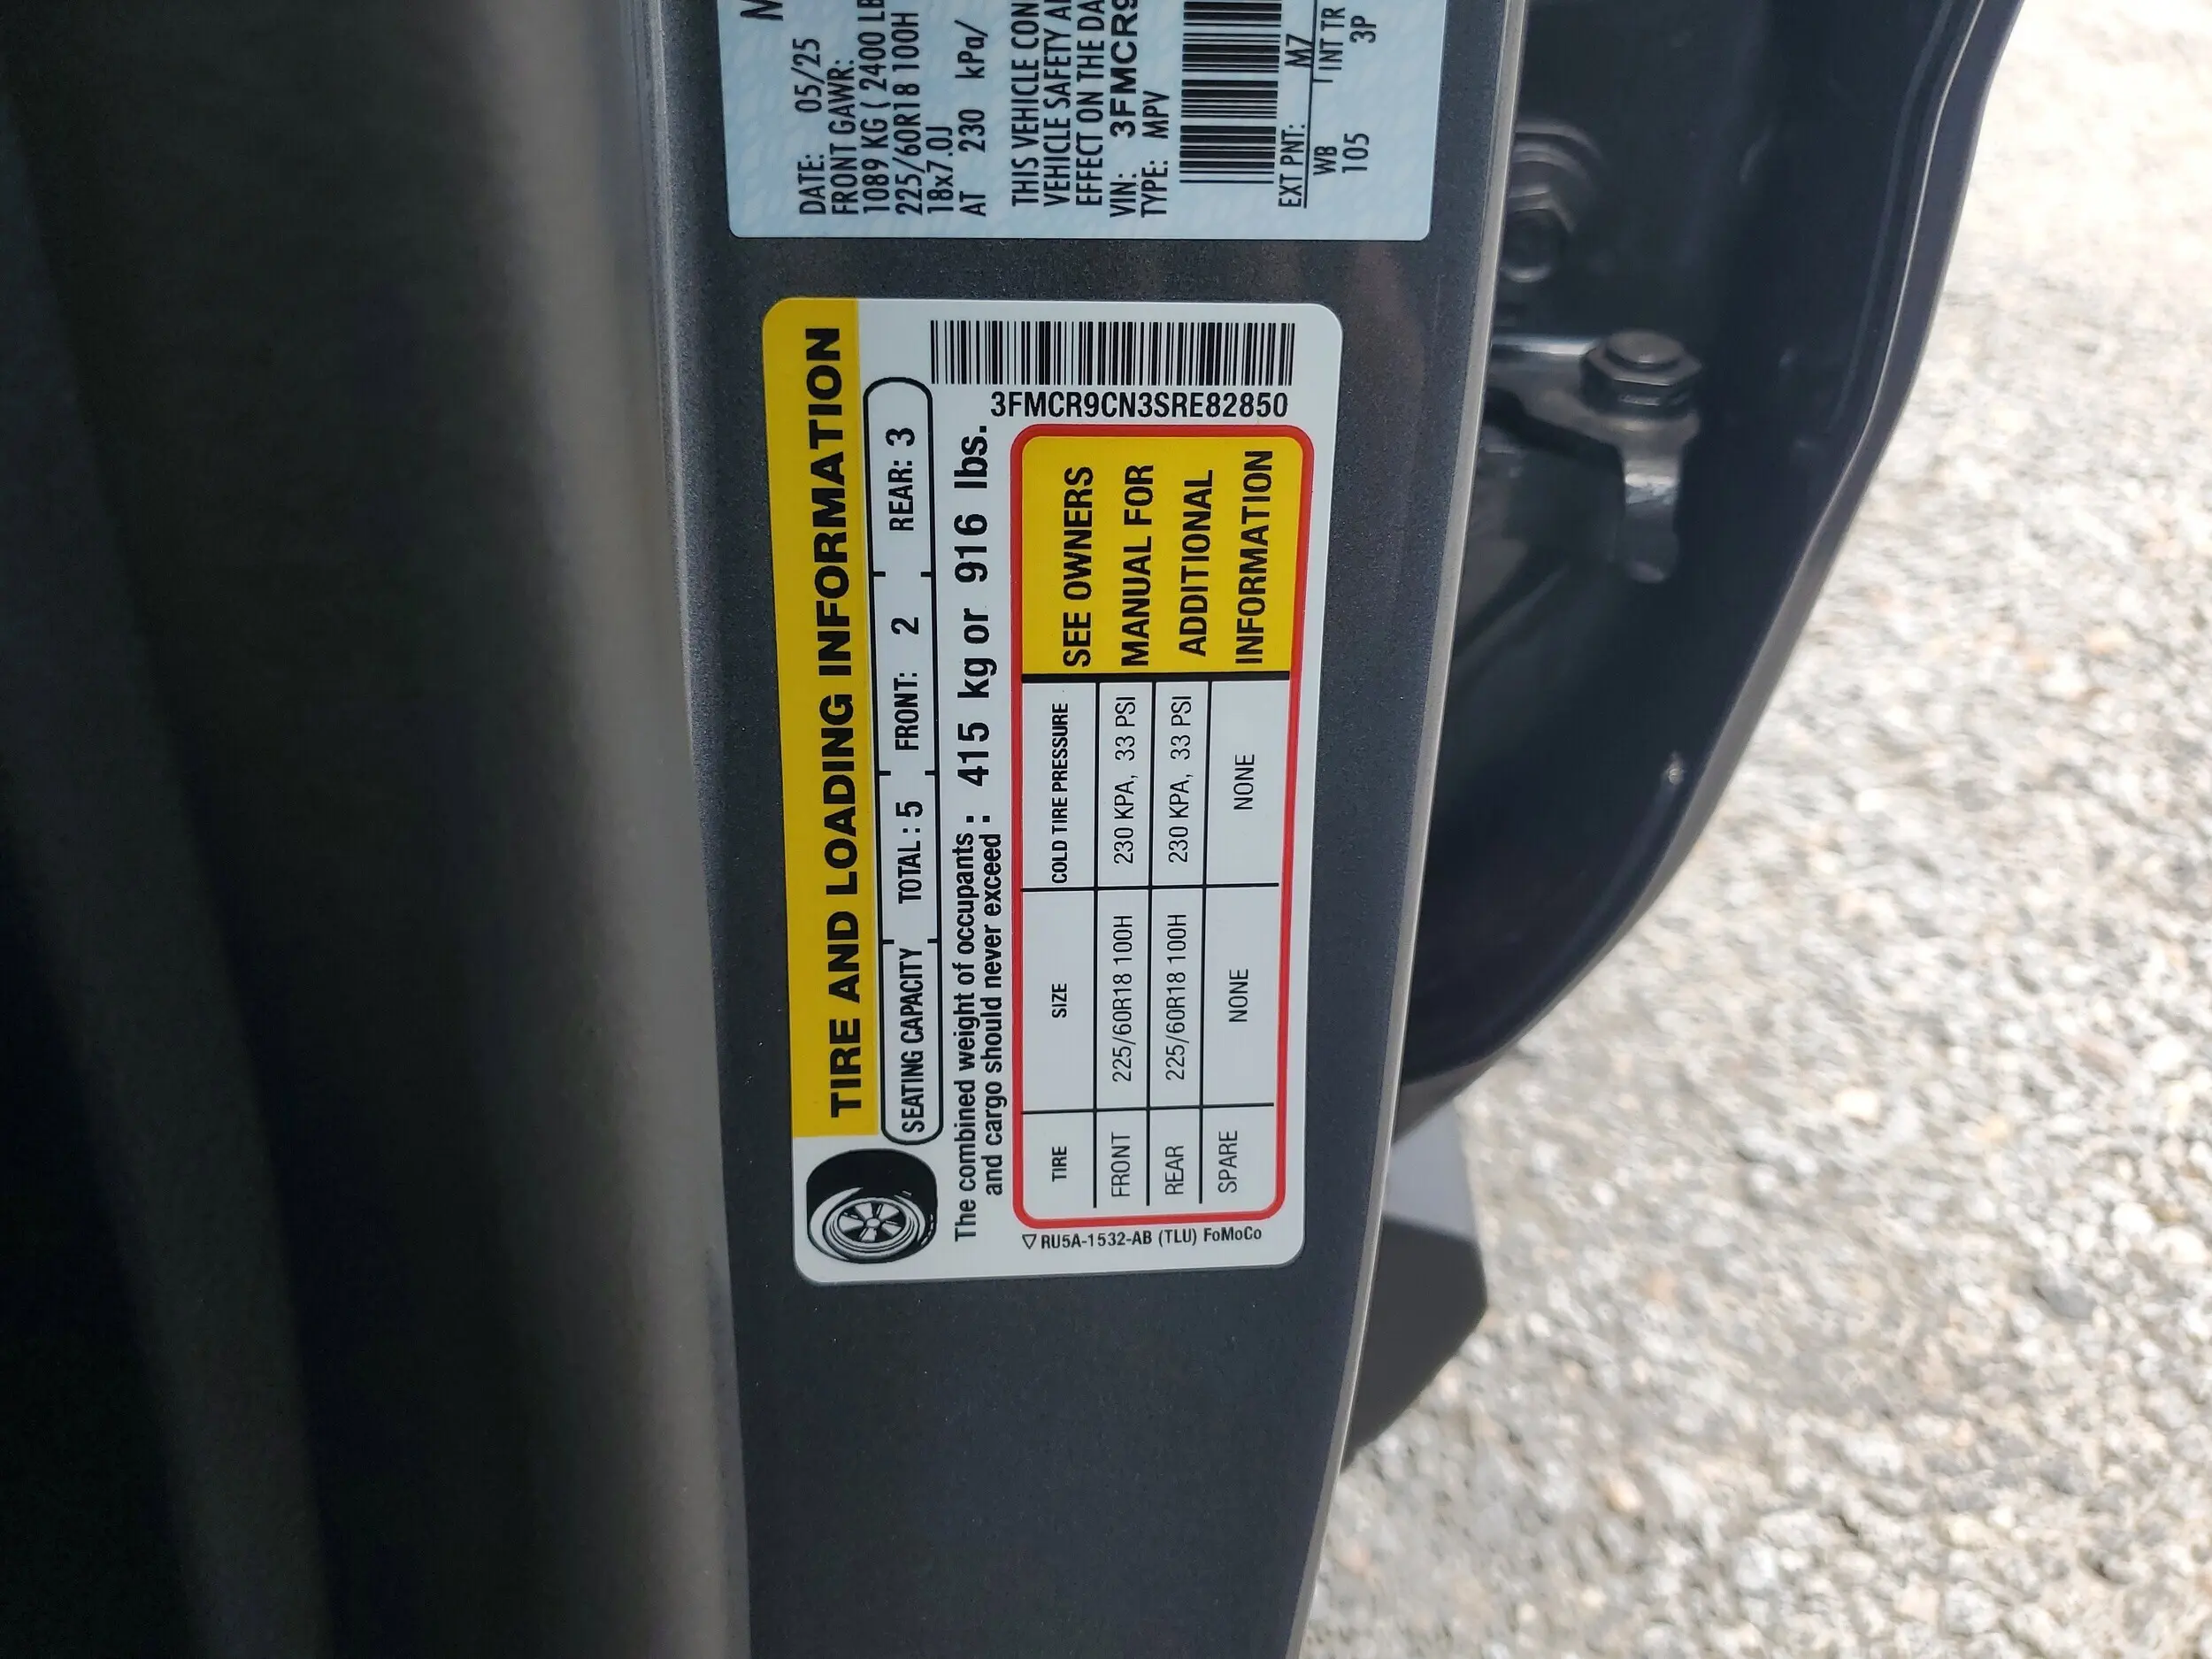 TIRE AND LOADING INFORMATION
SEATING CAPACITY TOTAL : 5 FRONT: 2 REAR: 3
The combined weight of occupants : 415 kg or 916 lbs.
and cargo should never exceed :
3FMCR9CN3SRE82850
TIRE SIZE COLD TIRE PRESSURE
FRONT 225/60R18 100H 230 KPA, 33 PSI
REAR 225/60R18 100H 230 KPA, 33 PSI
SPARE NONE NONE
SEE OWNERS
MANUAL FOR
ADDITIONAL
INFORMATION
RU5A-1532-AB (TLU) FoMoCo
DATE: 05/25
FRONT GAWR:
1089 KG ( 2400 LB
225/60R18 100H
18x7.0J
AT 230 kPa/
THIS VEHICLE CON
VEHICLE SAFETY
EFFECT ON THE DA
VIN: 3FMCR9
TYPE: MPV
EXT PNT: M7
WB INT TR
105 3P